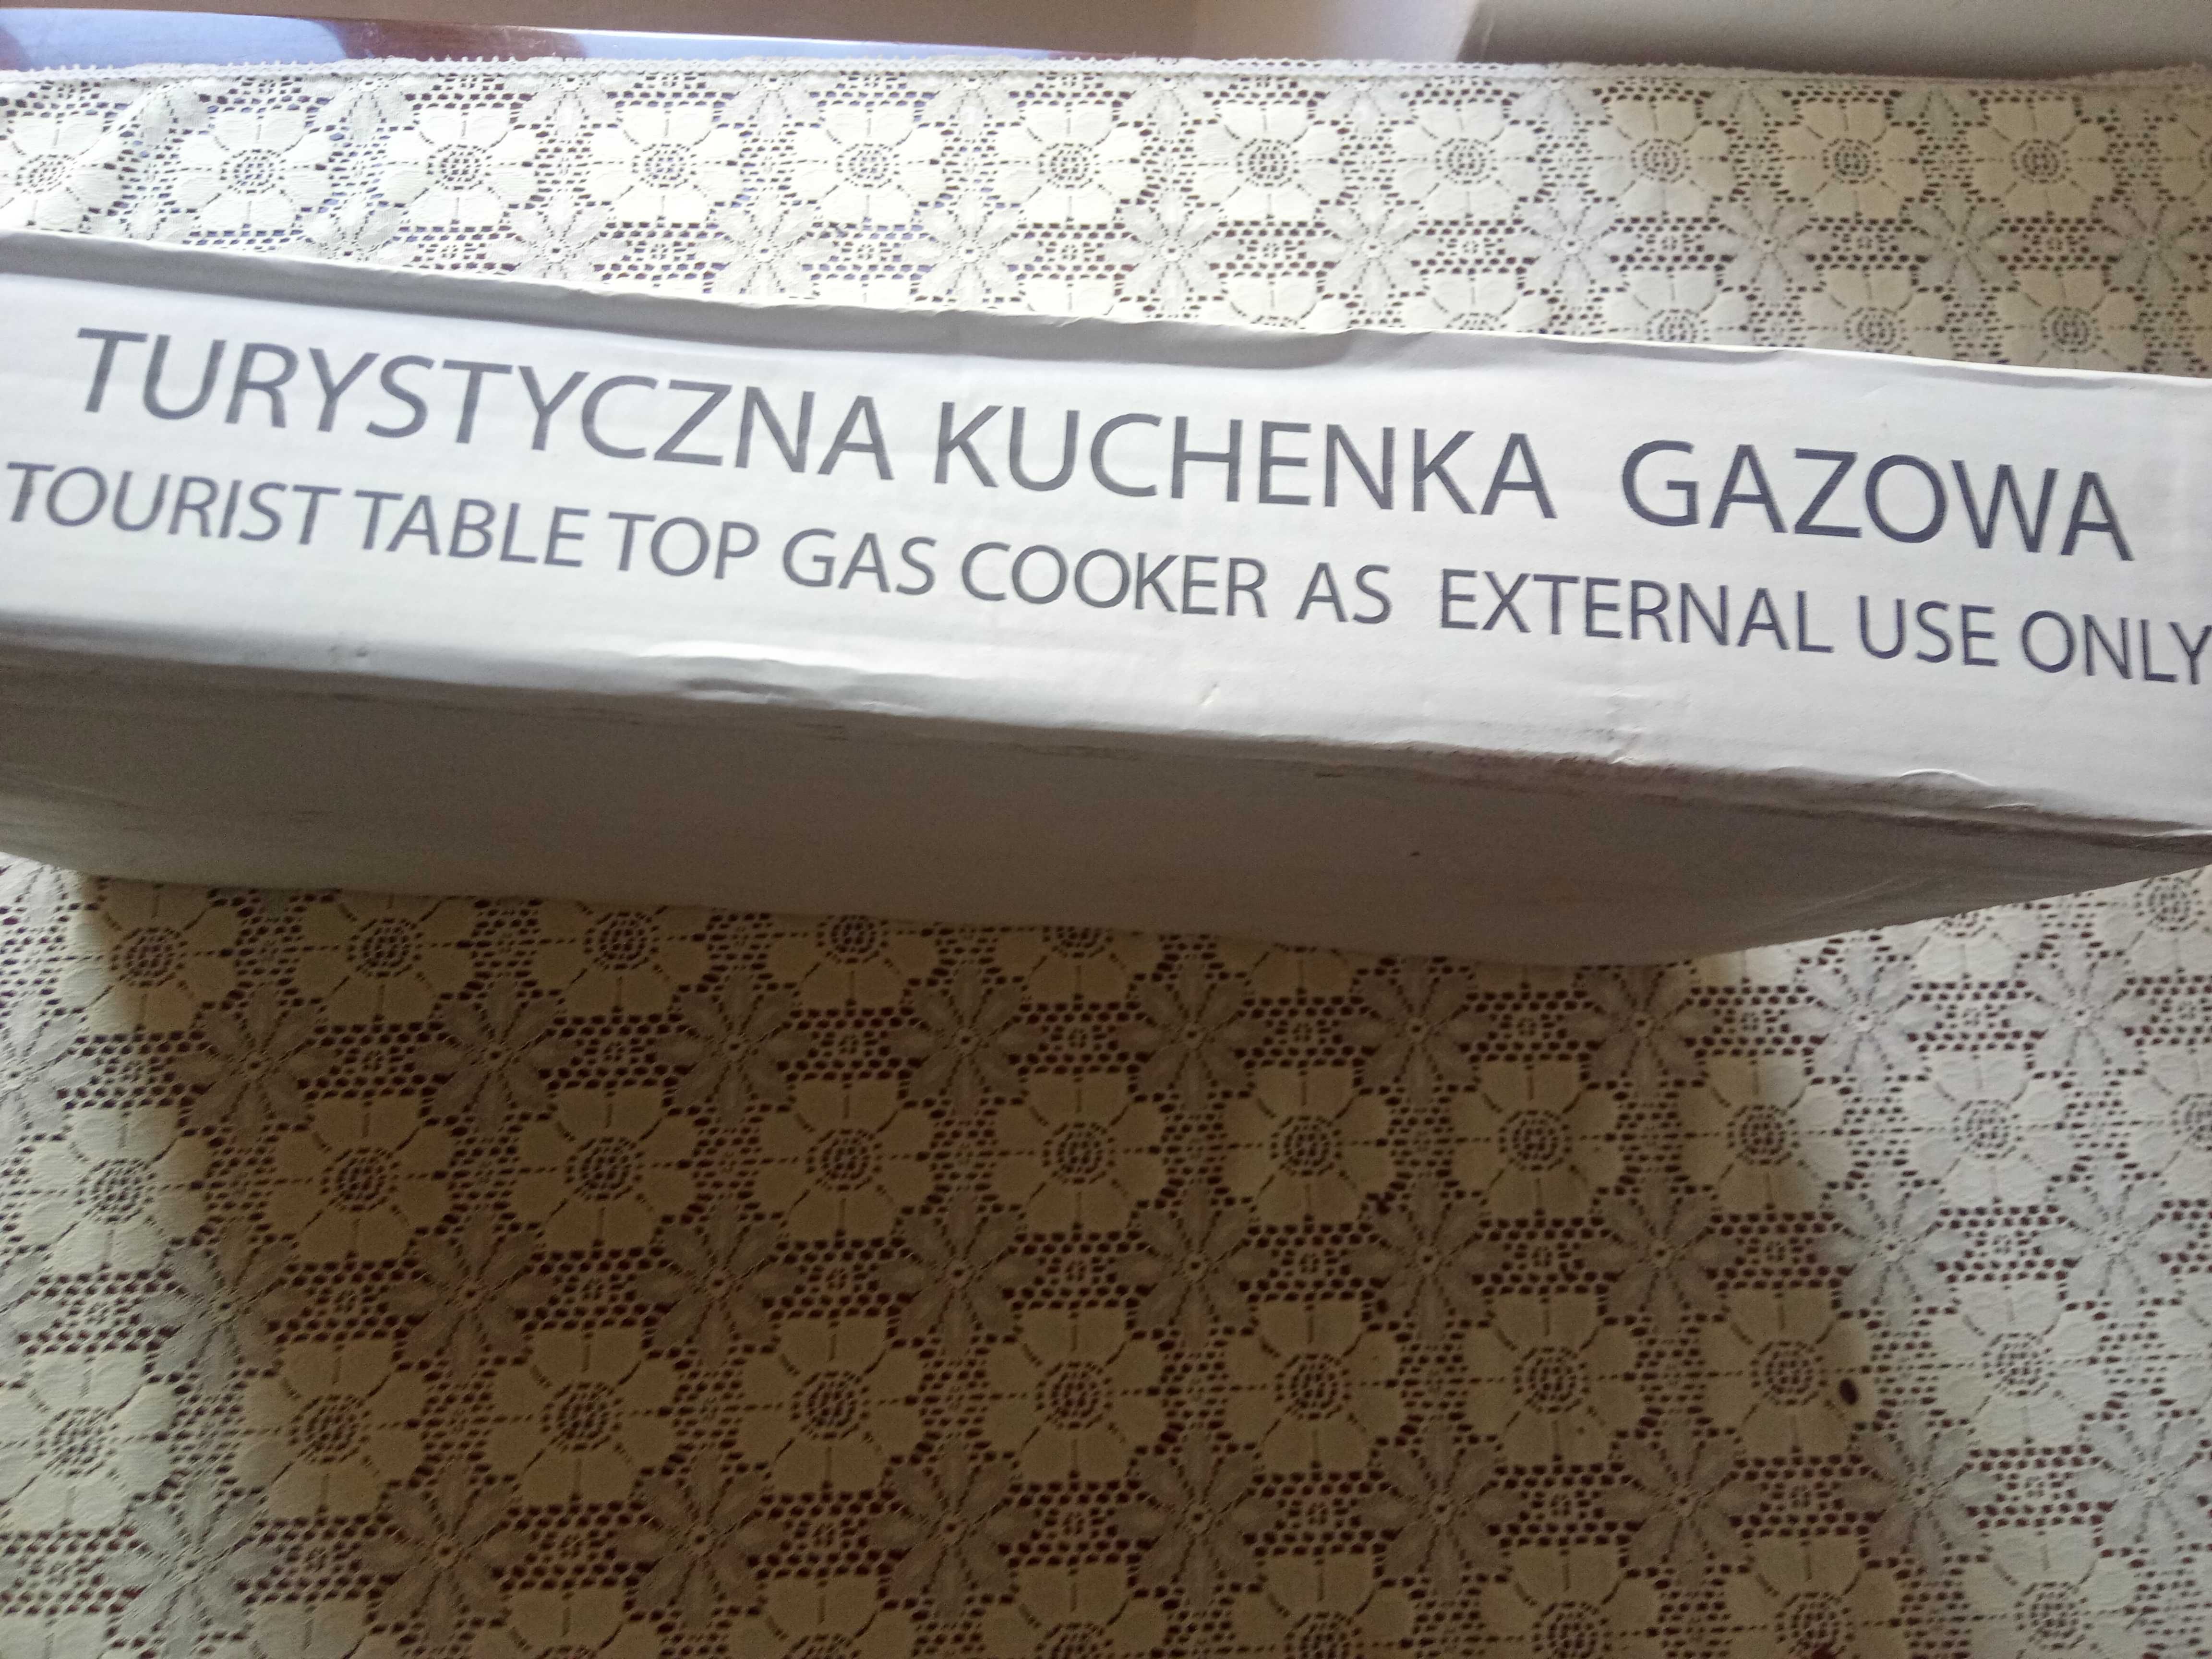 TURYSTYCZNA KUCHENKA GAZOWA
TOURIST TABLE TOP GAS COOKER AS EXTERNAL USE ONLY